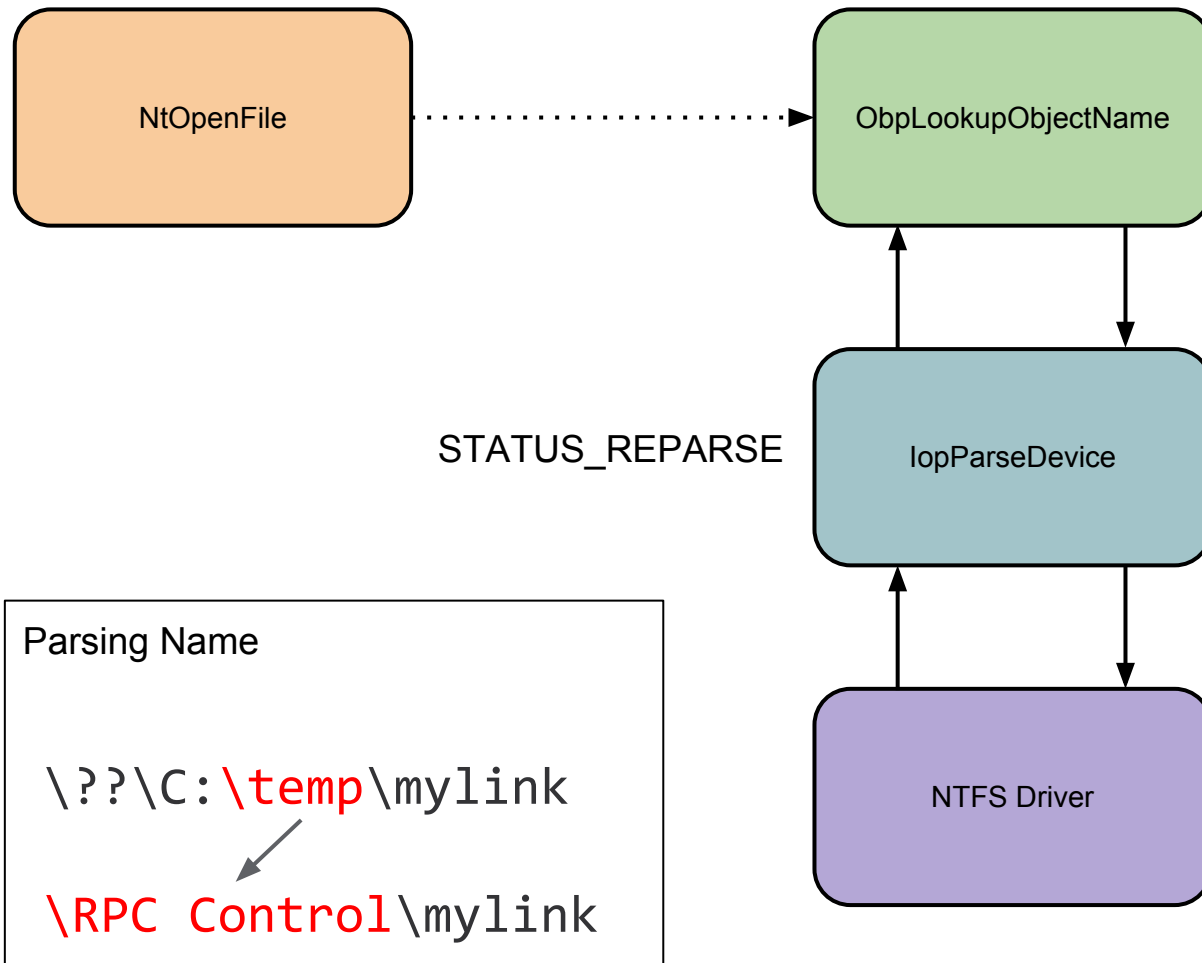 NtOpenFile
ObpLookupObjectName
STATUS_REPARSE
IopParseDevice
Parsing Name
\??\C:\temp\mylink
\RPC Control\mylink
NTFS Driver